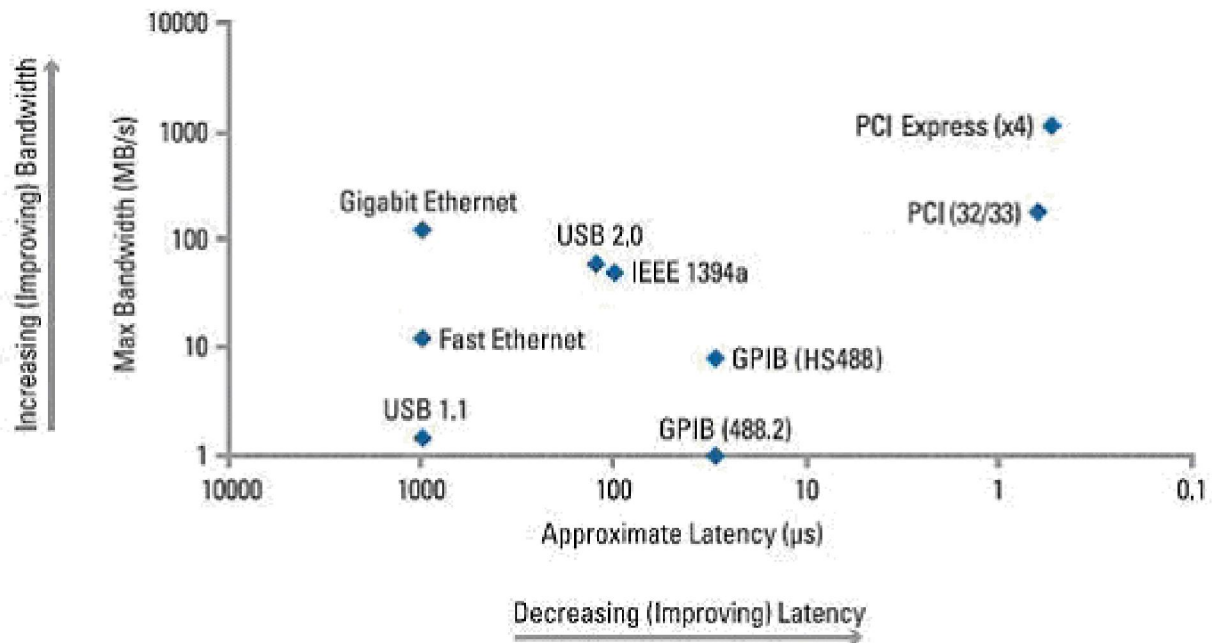 Increasing (Improving) Bandwidth
Max Bandwidth (MB/s)
10000
1000
100
10
1
PCI Express (x4)
Gigabit Ethernet
PCI (32/33)
USB 2,0
IEEE 1394a
Fast Ethernet
GPIB (HS488)
USB 1.1
GPIB (488.2)
10000
1000
100
10
1
0.1
Approximate Latency (µs)
Decreasing (Improving) Latency